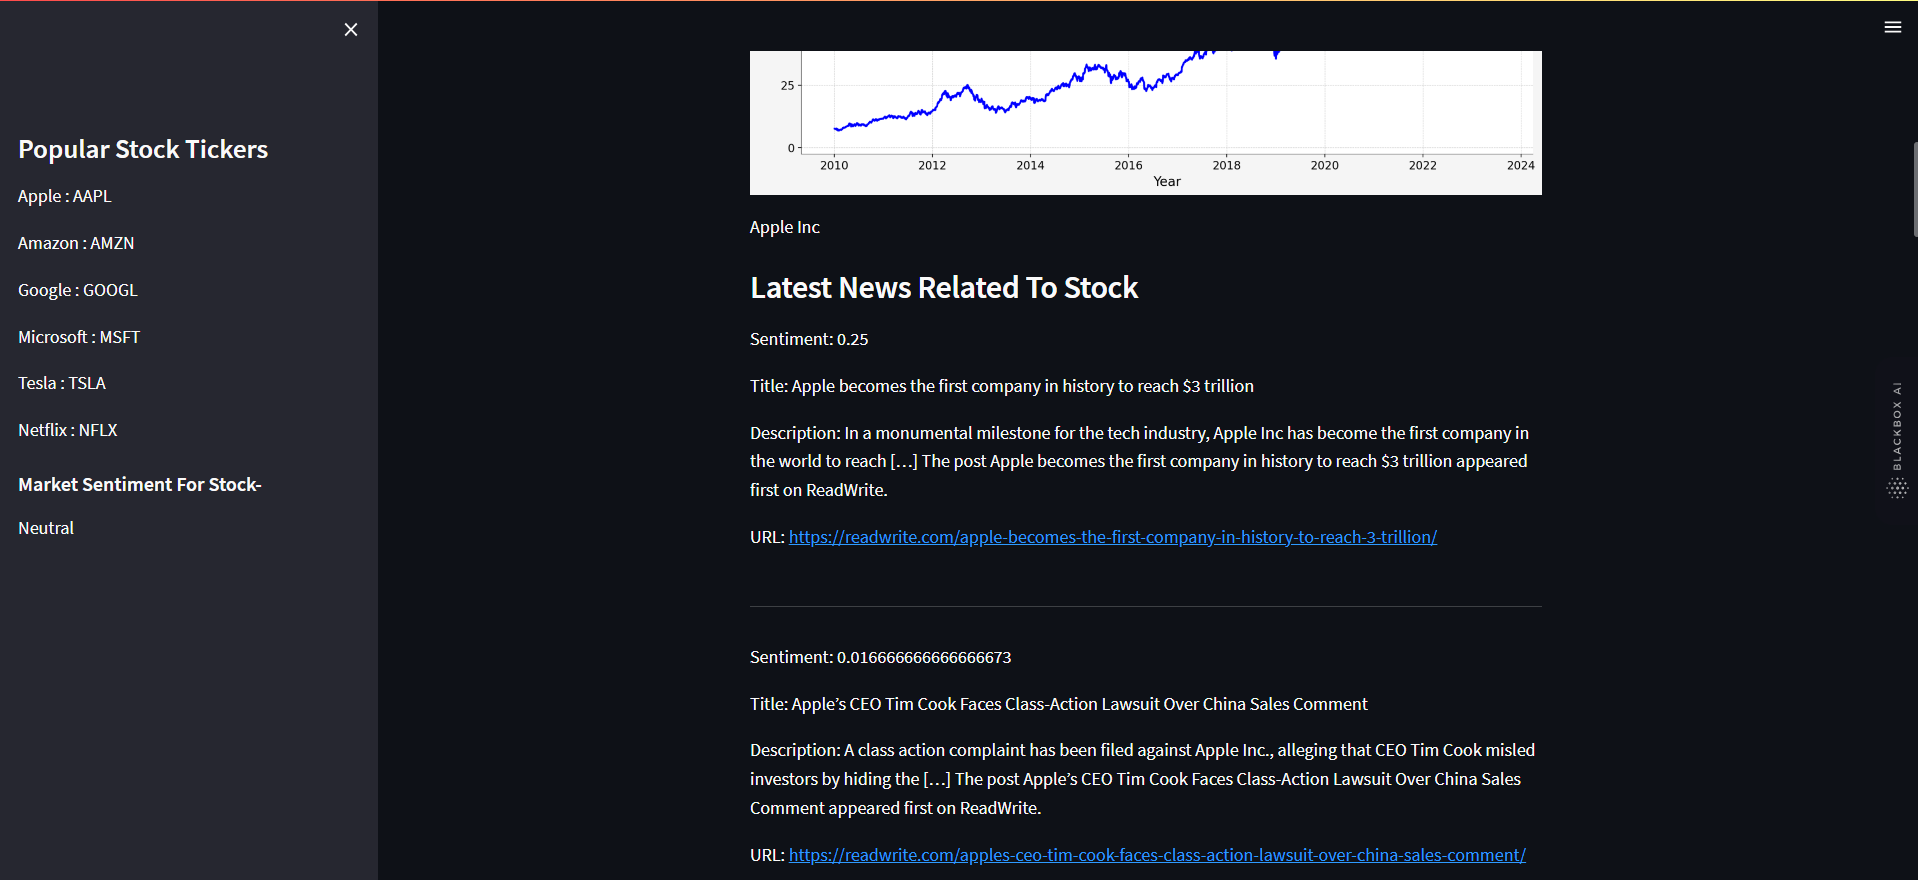 Popular Stock Tickers
Apple : AAPL
Amazon : AMZN
Google : GOOGL
Microsoft : MSFT
Tesla : TSLA
Netflix : NFLX
Market Sentiment For Stock-
Neutral
25
0
2010 2012 2014 2016 2018 2020 2022 2024
Year
Apple Inc
Latest News Related To Stock
Sentiment: 0.25
Title: Apple becomes the first company in history to reach $3 trillion
Description: In a monumental milestone for the tech industry, Apple Inc has become the first company in
the world to reach […] The post Apple becomes the first company in history to reach $3 trillion appeared
first on ReadWrite.
URL: https://readwrite.com/apple-becomes-the-first-company-in-history-to-reach-3-trillion/
Sentiment: 0.016666666666666673
Title: Apple’s CEO Tim Cook Faces Class-Action Lawsuit Over China Sales Comment
Description: A class action complaint has been filed against Apple Inc., alleging that CEO Tim Cook misled
investors by hiding the […] The post Apple’s CEO Tim Cook Faces Class-Action Lawsuit Over China Sales
Comment appeared first on ReadWrite.
URL: https://readwrite.com/apples-ceo-tim-cook-faces-class-action-lawsuit-over-china-sales-comment/
BLACKBOX AI